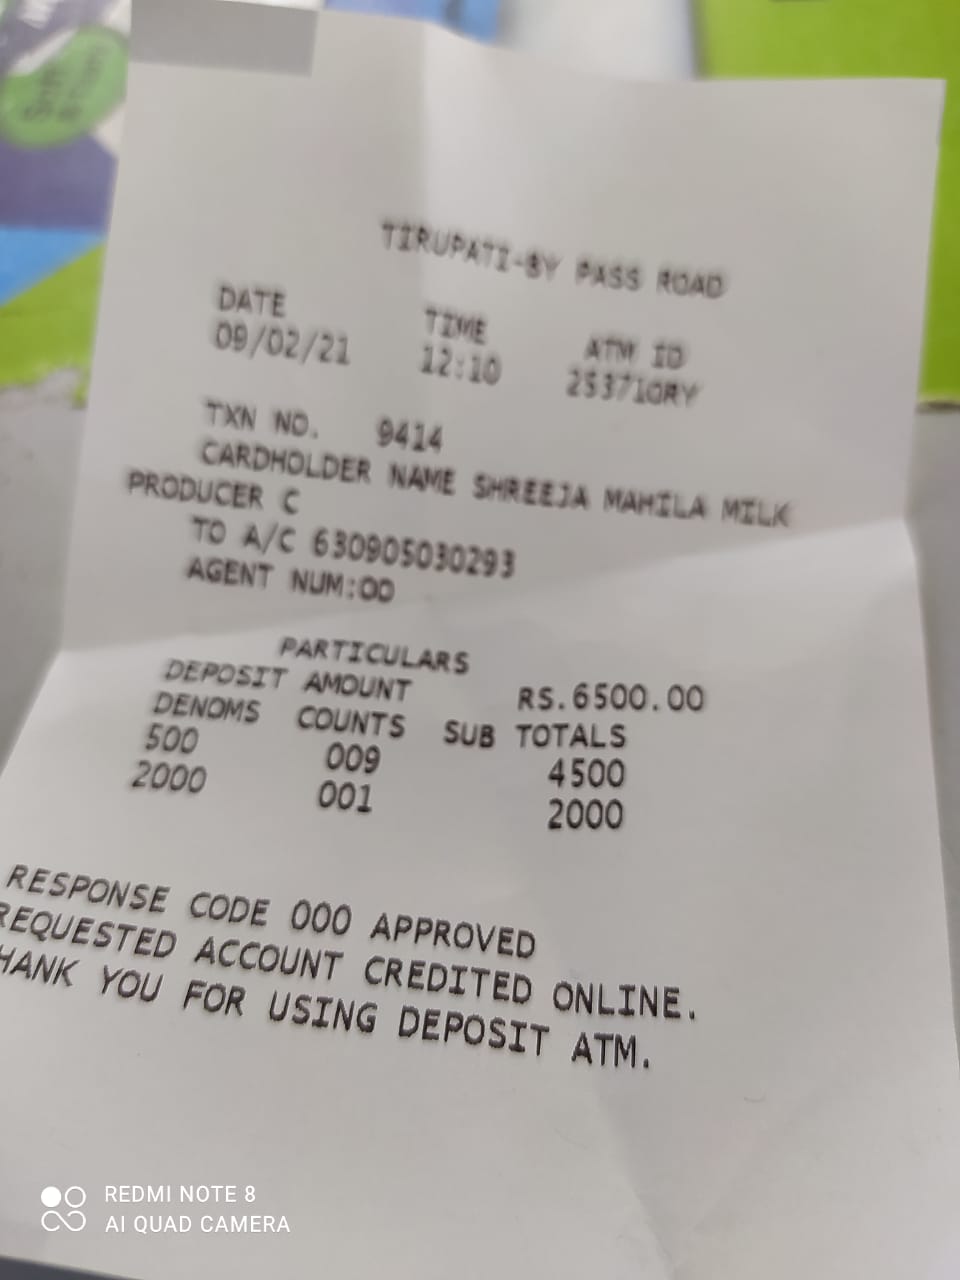 TIRUPATI-BY PASS ROAD
DATE TIME ATM ID
09/02/21 12:10 253710RY
TXN NO. 9414
CARDHOLDER NAME SHREEJA MAHILA MILK
PRODUCER C
TO A/C 630905030293
AGENT NUM:00
PARTICULARS
DEPOSIT AMOUNT RS.6500.00
DENOMS COUNTS SUB TOTALS
500 009 4500
2000 001 2000
RESPONSE CODE 000 APPROVED
REQUESTED ACCOUNT CREDITED ONLINE.
HANK YOU FOR USING DEPOSIT ATM.
REDMI NOTE 8
AI QUAD CAMERA